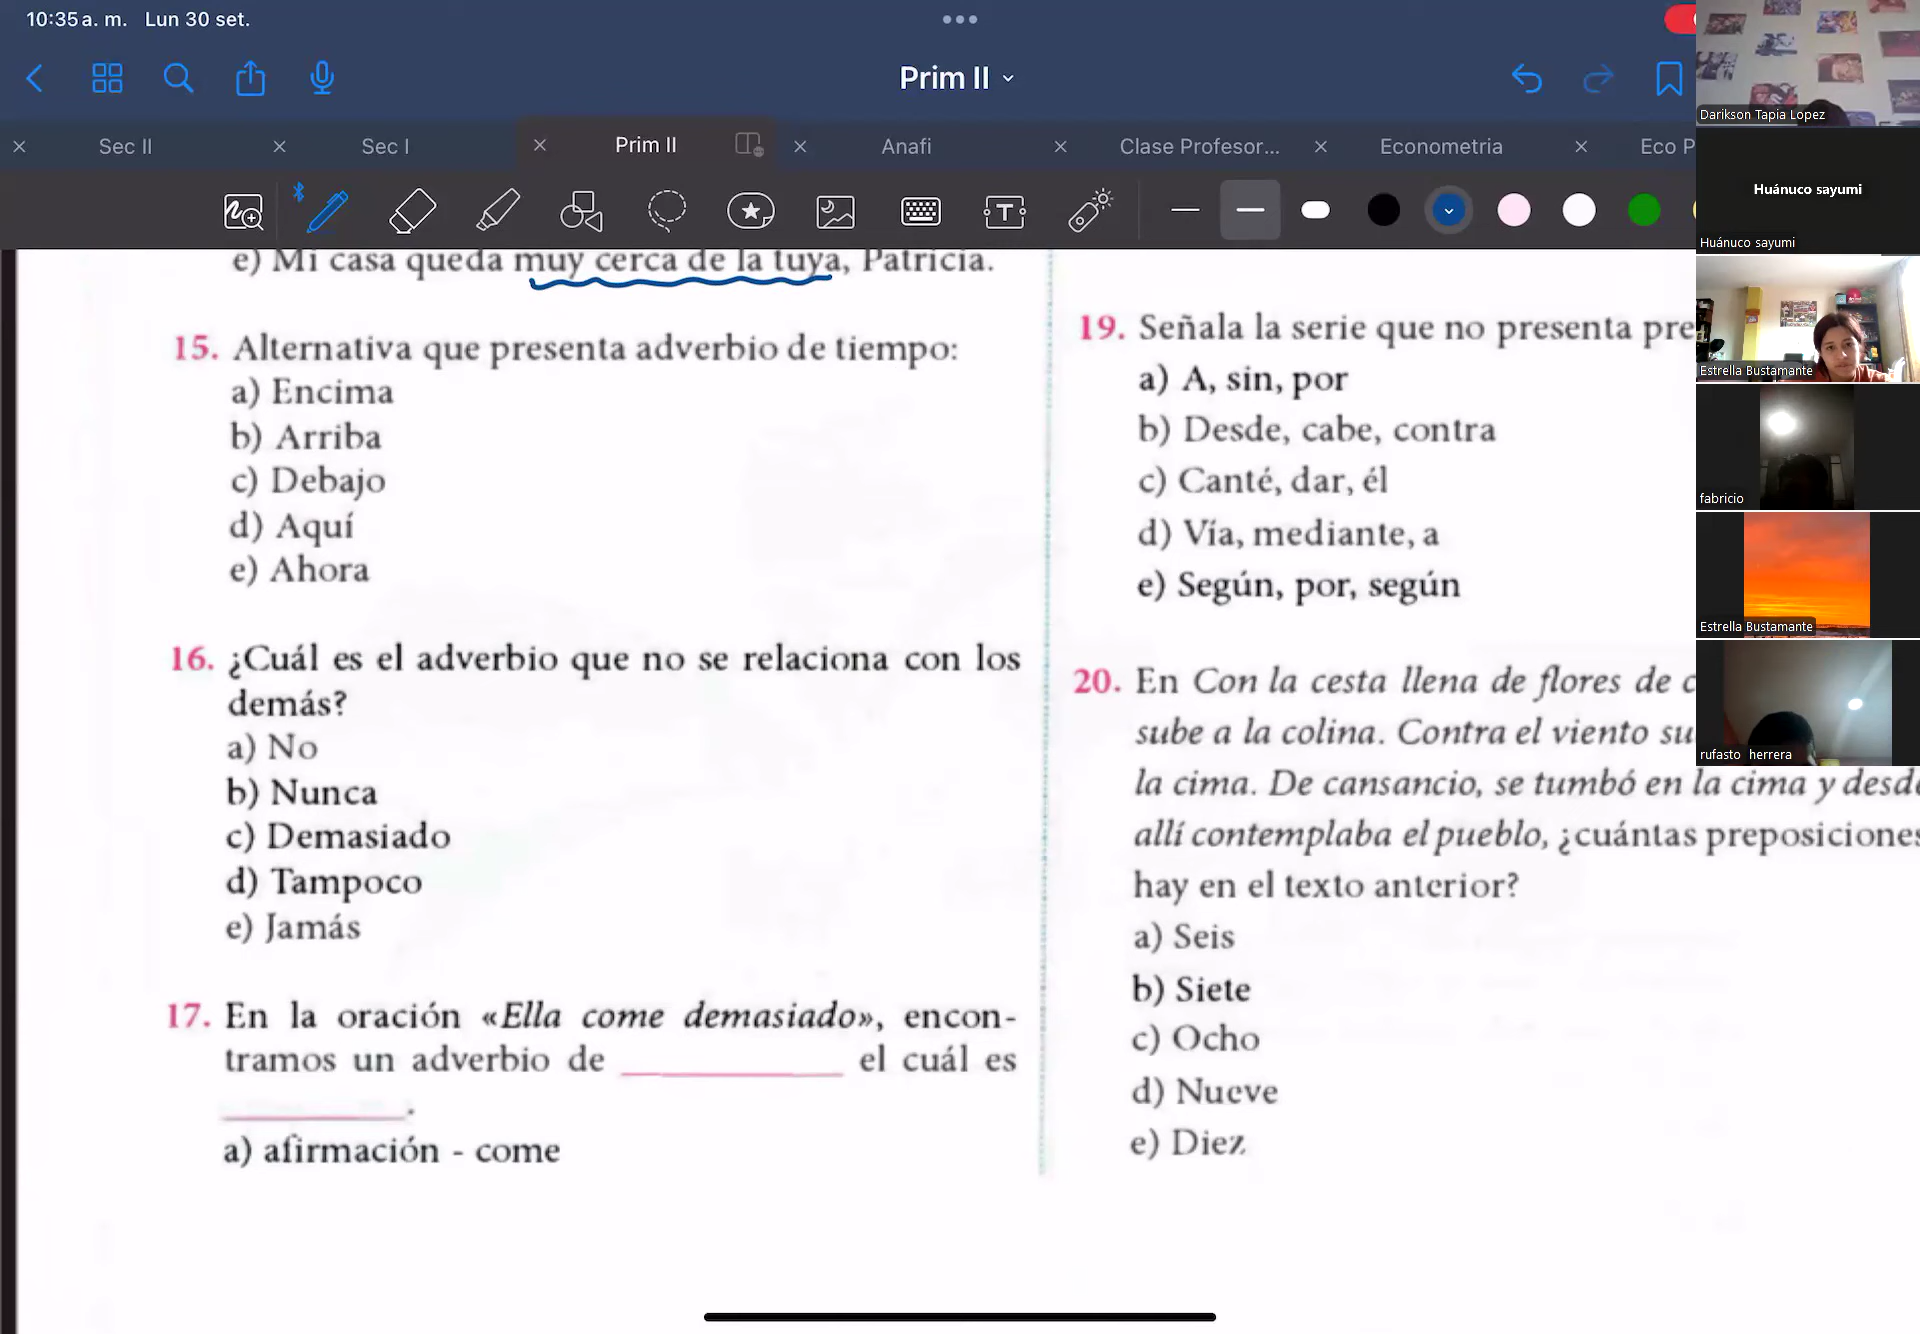 10:35 a. m. Lun 30 set.
Prim II
Sec II
Sec I
Prim II
Anafi
Clase Profesor...
Econometria
Eco P
e) Mi casa queda muy cerca de la tuya, Patricia.
15. Alternativa que presenta adverbio de tiempo:
a) Encima
b) Arriba
c) Debajo
d) Aquí
e) Ahora
16. ¿Cuál es el adverbio que no se relaciona con los
demás?
a) No
b) Nunca
c) Demasiado
d) Tampoco
e) Jamás
17. En la oración «Ella come demasiado», encon-
tramos un adverbio de ____________ el cuál es
__________.
a) afirmación - come
19. Señala la serie que no presenta pre
a) A, sin, por
b) Desde, cabe, contra
c) Canté, dar, él
d) Vía, mediante, a
e) Según, por, según
20. En Con la cesta llena de flores de c
sube a la colina. Contra el viento su
la cima. De cansancio, se tumbó en la cima y desde
allí contemplaba el pueblo, ¿cuántas preposiciones
hay en el texto anterior?
a) Seis
b) Siete
c) Ocho
d) Nueve
e) Diez
Darikson Tapia Lopez
Huánuco sayumi
Huánuco sayumi
Estrella Bustamante
fabricio
Estrella Bustamante
rufasto herrera